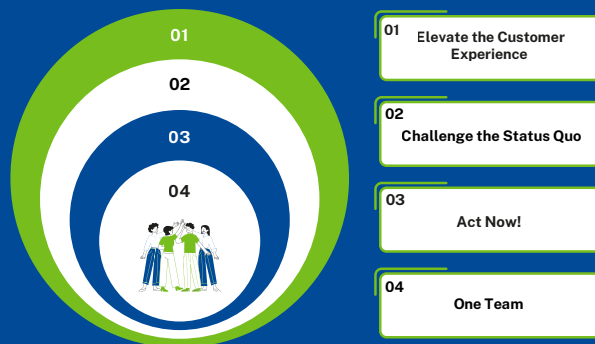 01
02
03
04
01
Elevate the Customer
Experience
02
Challenge the Status Quo
03
Act Now!
04
One Team